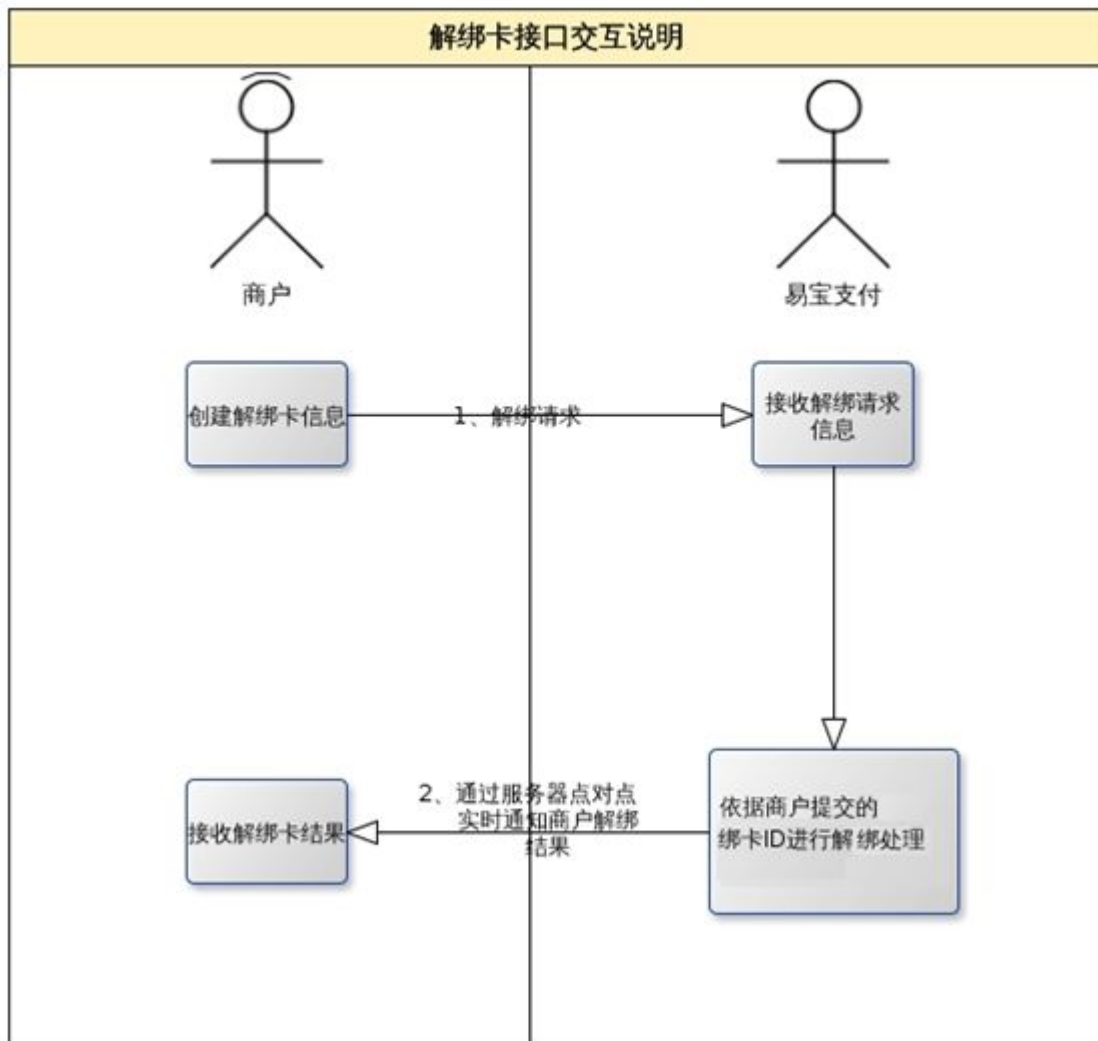 解绑卡接口交互说明
商户
易宝支付
创建解绑卡信息
1、解绑请求
接收解绑请求
信息
2、通过服务器点对点
实时通知商户解绑
结果
接收解绑卡结果
依据商户提交的
绑卡ID进行解绑处理